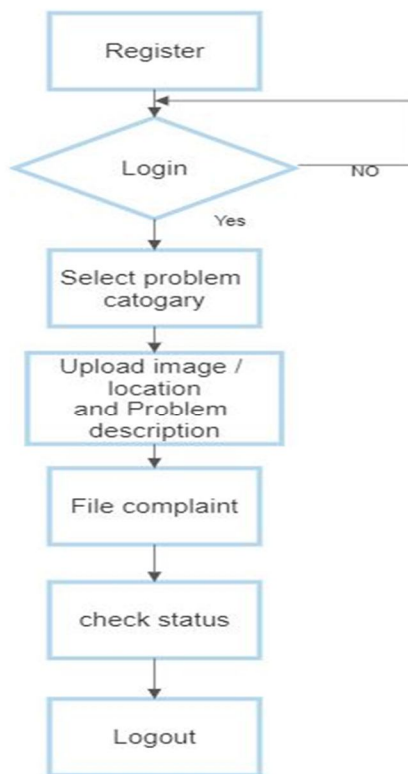 Register
Login
NO
Yes
Select problem
catogary
Upload image /
location
and Problem
description
File complaint
check status
Logout